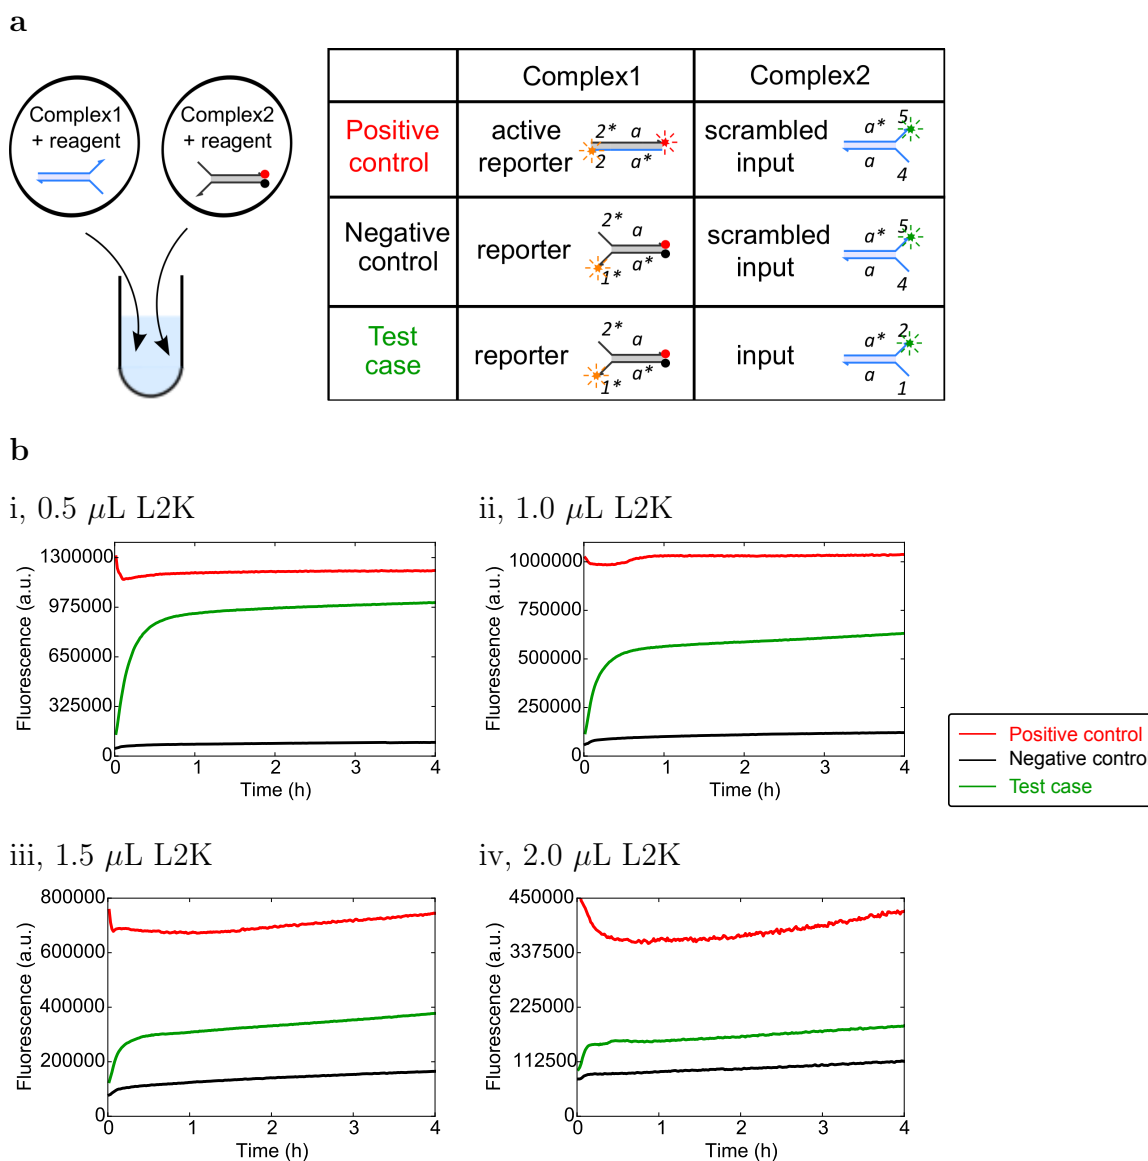 a
Complex1
+ reagent
Complex2
+ reagent
Complex1
Complex2
Positive
control
active
reporter
2* a
2 a*
scrambled
input
a* 5
a
4
Negative
control
reporter
2*
a
a*
1*
scrambled
input
a* 5
a
4
Test
case
reporter
2*
a
a*
1*
input
a* 2
a
1
b
i, 0.5 μL L2K
Fluorescence (a.u.)
1300000
975000
650000
325000
0
0 1 2 3 4
Time (h)
ii, 1.0 μL L2K
Fluorescence (a.u.)
1000000
750000
500000
250000
0
0 1 2 3 4
Time (h)
Positive control
Negative contro
Test case
iii, 1.5 μL L2K
Fluorescence (a.u.)
800000
600000
400000
200000
0
0 1 2 3 4
Time (h)
iv, 2.0 μL L2K
Fluorescence (a.u.)
450000
337500
225000
112500
0
0 1 2 3 4
Time (h)